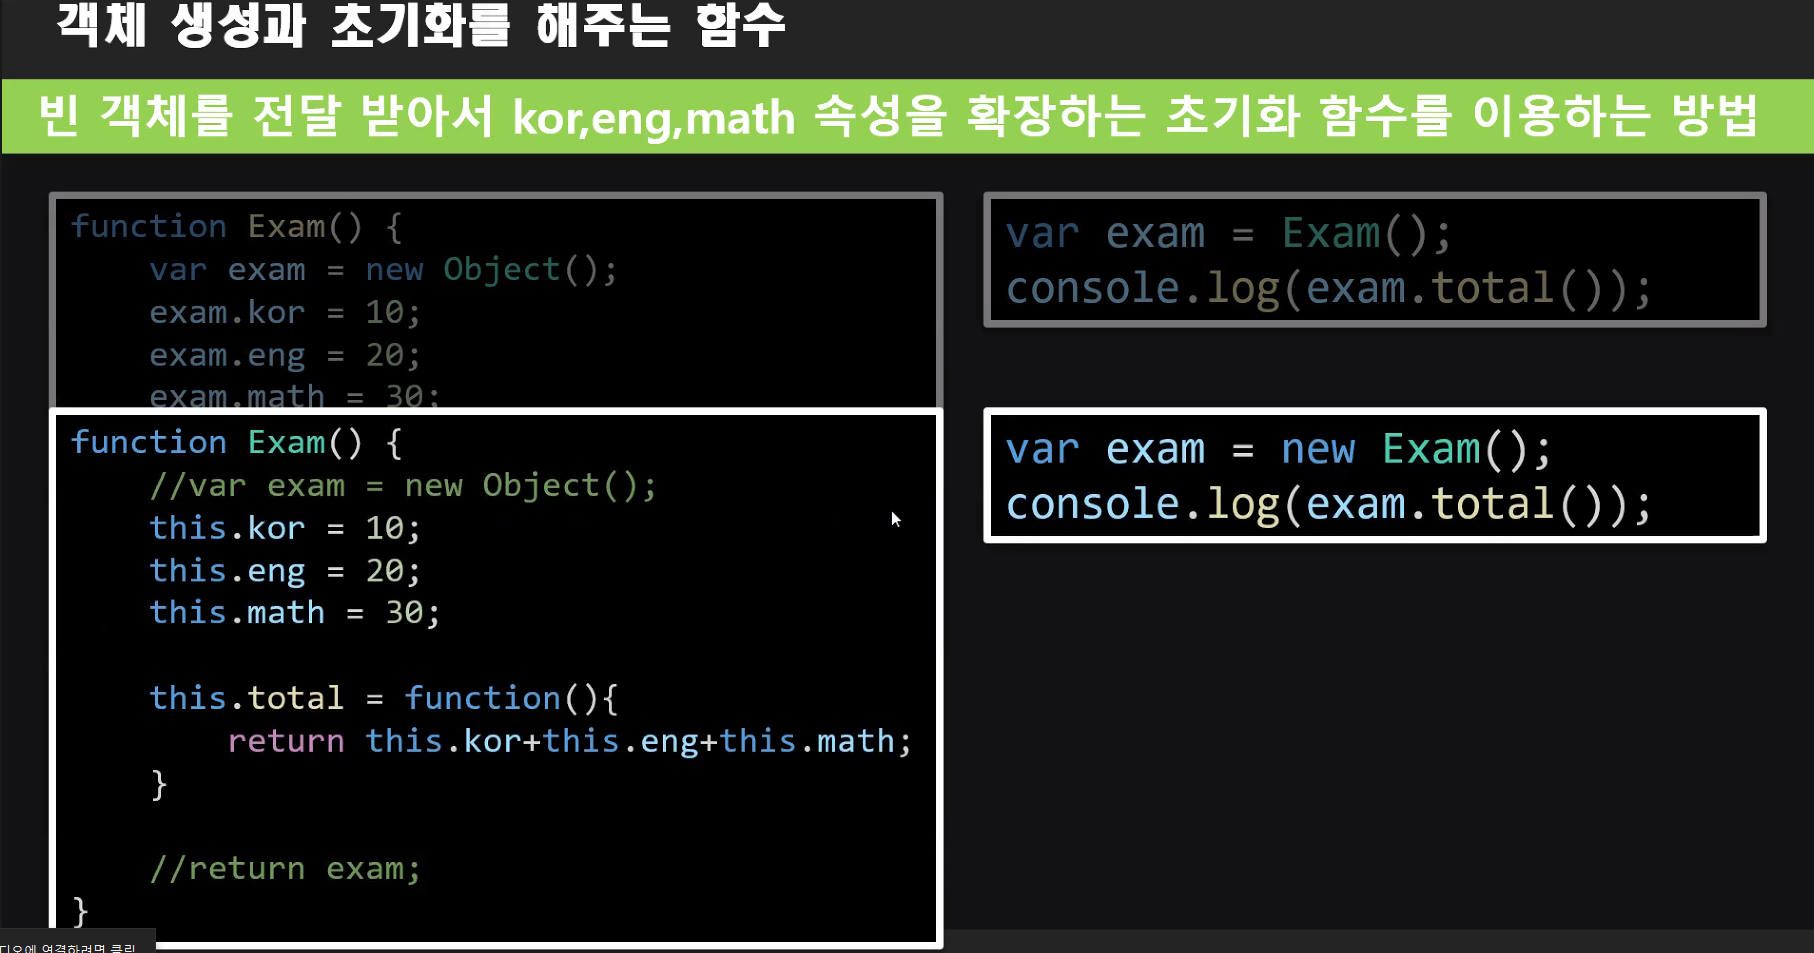 객체 생성과 초기화를 해주는 함수
빈 객체를 전달 받아서 kor,eng,math 속성을 확장하는 초기화 함수를 이용하는 방법
function Exam() {
    var exam = new Object();
    exam.kor = 10;
    exam.eng = 20;
    exam.math = 30;
var exam = Exam();
console.log(exam.total());
function Exam() {
    //var exam = new Object();
    this.kor = 10;
    this.eng = 20;
    this.math = 30;
    this.total = function(){
        return this.kor+this.eng+this.math;
    }
    //return exam;
}
var exam = new Exam();
console.log(exam.total());
디오에 연결하려면 클릭